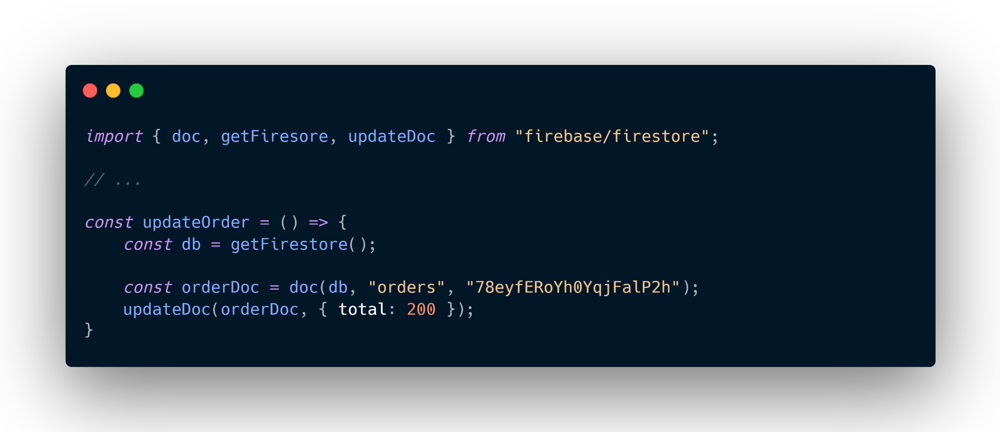 import { doc, getFiresore, updateDoc } from "firebase/firestore";
// ...
const updateOrder = () => {
    const db = getFirestore();
    const orderDoc = doc(db, "orders", "78eyfERoYh0YqjFalP2h");
    updateDoc(orderDoc, { total: 200 });
}